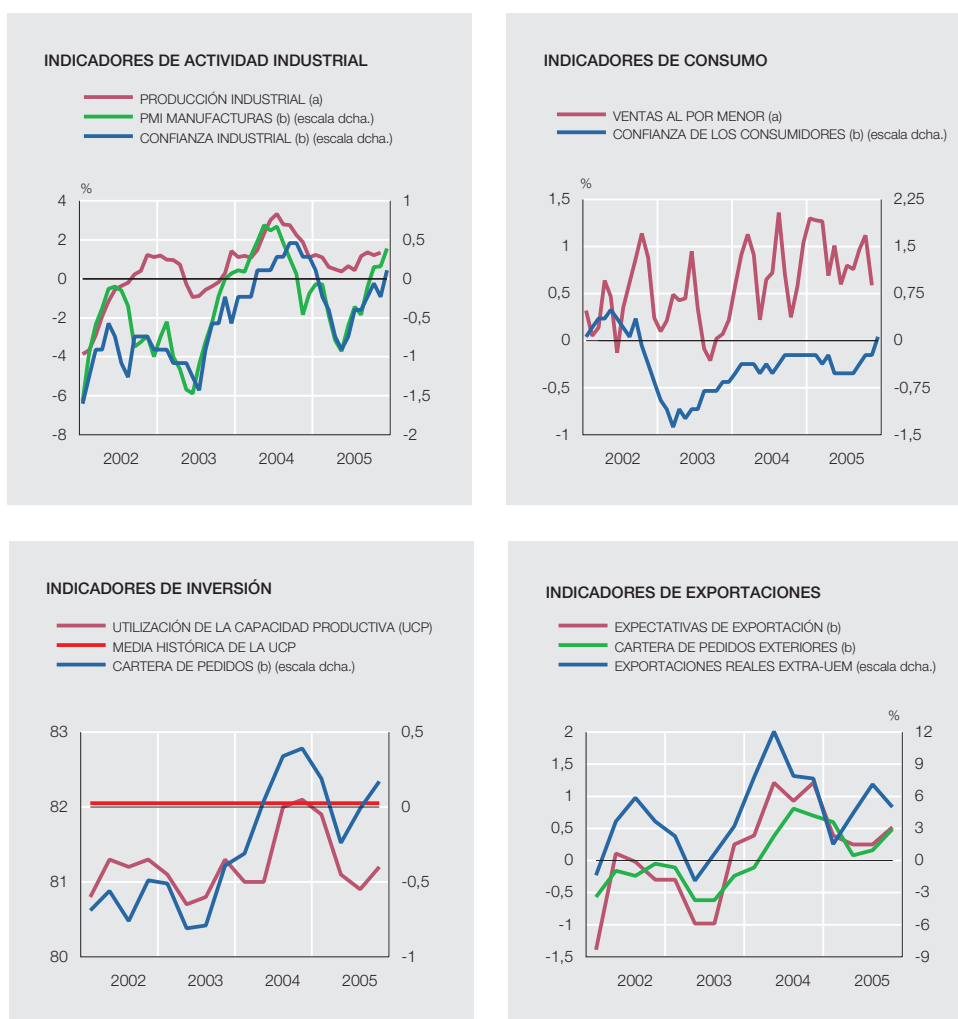 INDICADORES DE ACTIVIDAD INDUSTRIAL
PRODUCCIÓN INDUSTRIAL (a)
PMI MANUFACTURAS (b) (escala dcha.)
CONFIANZA INDUSTRIAL (b) (escala dcha.)
%
4
2
0
-2
-4
-6
-8
1
0,5
0
-0,5
-1
-1,5
-2
2002 2003 2004 2005
INDICADORES DE CONSUMO
VENTAS AL POR MENOR (a)
CONFIANZA DE LOS CONSUMIDORES (b) (escala dcha.)
%
1,5
1
0,5
0
-0,5
-1
2,25
1,5
0,75
0
-0,75
-1,5
2002 2003 2004 2005
INDICADORES DE INVERSIÓN
UTILIZACIÓN DE LA CAPACIDAD PRODUCTIVA (UCP)
MEDIA HISTÓRICA DE LA UCP
CARTERA DE PEDIDOS (b) (escala dcha.)
83
82
81
80
0,5
0
-0,5
-1
2002 2003 2004 2005
INDICADORES DE EXPORTACIONES
EXPECTATIVAS DE EXPORTACIÓN (b)
CARTERA DE PEDIDOS EXTERIORES (b)
EXPORTACIONES REALES EXTRA-UEM (escala dcha.)
%
2
1,5
1
0,5
0
-0,5
-1
-1,5
12
9
6
3
0
-3
-6
-9
2002 2003 2004 2005